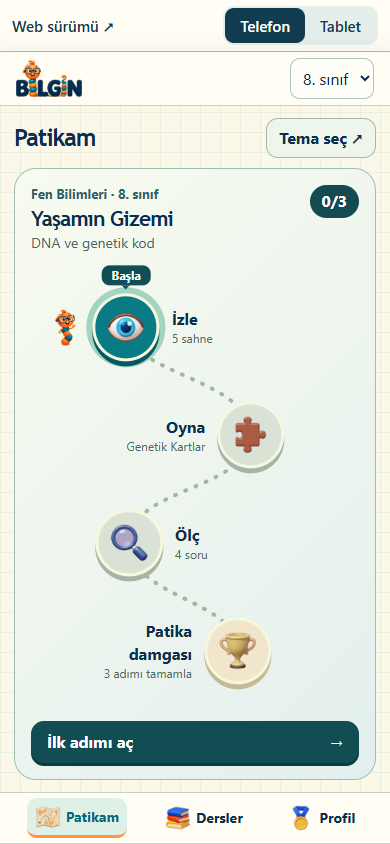 Web sürümü ↗
Telefon
Tablet
BİLGİN
8. sınıf
Patikam
Tema seç ↗
Fen Bilimleri · 8. sınıf
0/3
Yaşamın Gizemi
DNA ve genetik kod
Başla
İzle
5 sahne
Oyna
Genetik Kartlar
Ölç
4 soru
Patika
damgası
3 adımı tamamla
İlk adımı aç →
Patikam
Dersler
Profil